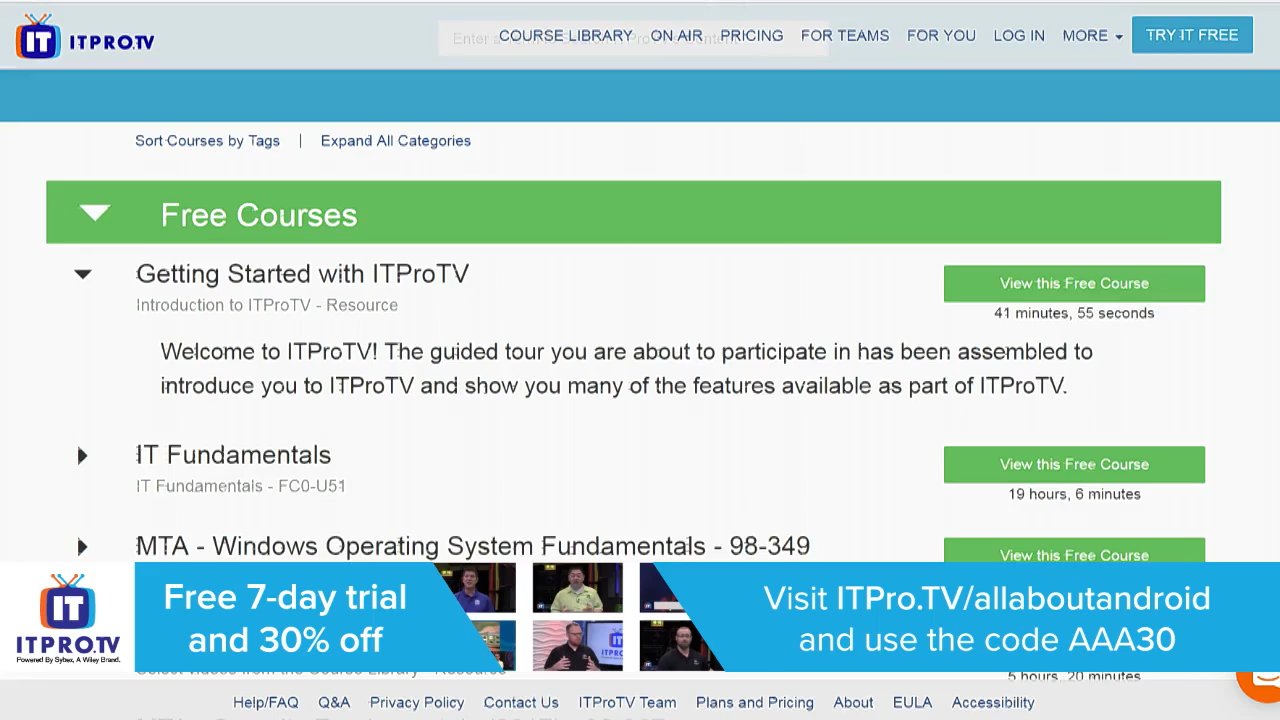 IT ITPRO.TV
COURSE LIBRARY ON AIR PRICING FOR TEAMS FOR YOU LOG IN MORE TRY IT FREE
Sort Courses by Tags | Expand All Categories
Free Courses
Getting Started with ITProTV
View this Free Course
Introduction to ITProTV - Resource
41 minutes, 55 seconds
Welcome to ITProTV! The guided tour you are about to participate in has been assembled to
introduce you to ITProTV and show you many of the features available as part of ITProTV.
IT Fundamentals
View this Free Course
IT Fundamentals - FC0-U51
19 hours, 6 minutes
MTA - Windows Operating System Fundamentals - 98-349
View this Free Course
IT
ITPRO.TV
Powered By Sybex, A Wiley Brand.
Free 7-day trial
and 30% off
Visit ITPro.TV/allaboutandroid
and use the code AAA30
5 hours, 20 minutes
Help/FAQ Q&A Privacy Policy Contact Us ITProTV Team Plans and Pricing About EULA Accessibility